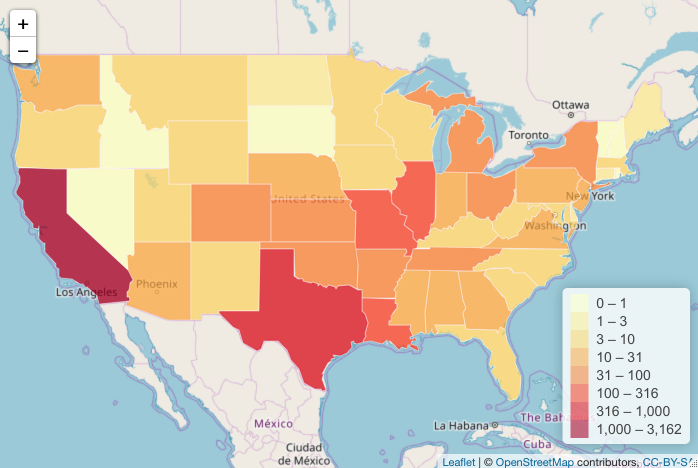 +
−
Ottawa
Toronto
United States
New York
Washington
Phoenix
Los Angeles
0 – 1
1 – 3
3 – 10
10 – 31
31 – 100
100 – 316
316 – 1,000
1,000 – 3,162
México
La Habana
The Bah
Cuba
Ciudad
de México
Leaflet | © OpenStreetMap contributors, CC-BY-SA